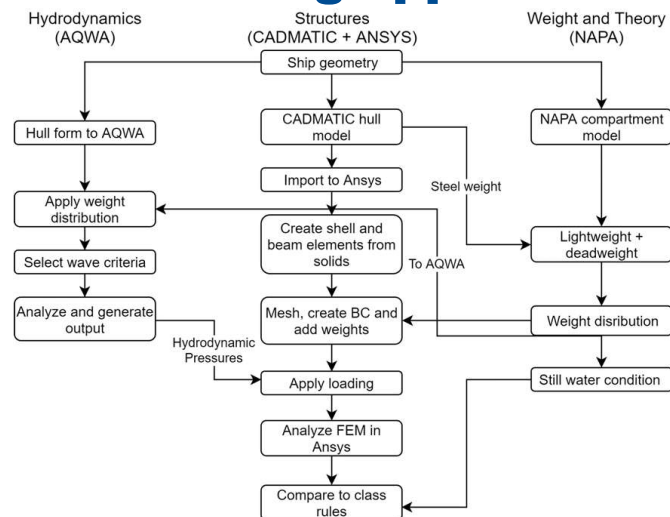 Hydrodynamics
(AQWA)
Structures
(CADMATIC + ANSYS)
Weight and Theory
(NAPA)
Ship geometry
Hull form to AQWA
CADMATIC hull
model
NAPA compartment
model
Import to Ansys
Steel weight
Apply weight
distribution
Create shell and
beam elements from
solids
Lightweight +
deadweight
To AQWA
Select wave criteria
Analyze and generate
output
Mesh, create BC and
add weights
Weight disribution
Hydrodynamic
Pressures
Apply loading
Still water condition
Analyze FEM in
Ansys
Compare to class
rules